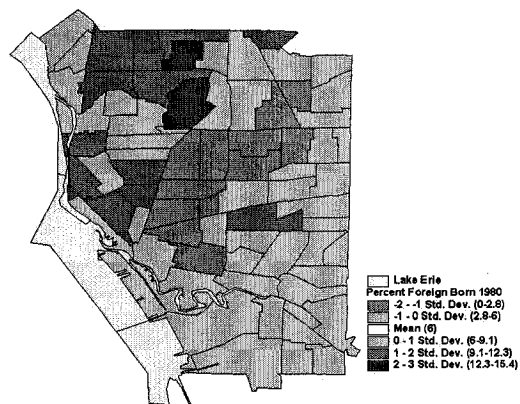 Lake Erie
Percent Foreign Born 1980
-2 - -1 Std. Dev. (0-2.8)
-1 - 0 Std. Dev. (2.8-6)
Mean (6)
0 - 1 Std. Dev. (6-9.1)
1 - 2 Std. Dev. (9.1-12.3)
2 - 3 Std. Dev. (12.3-15.4)